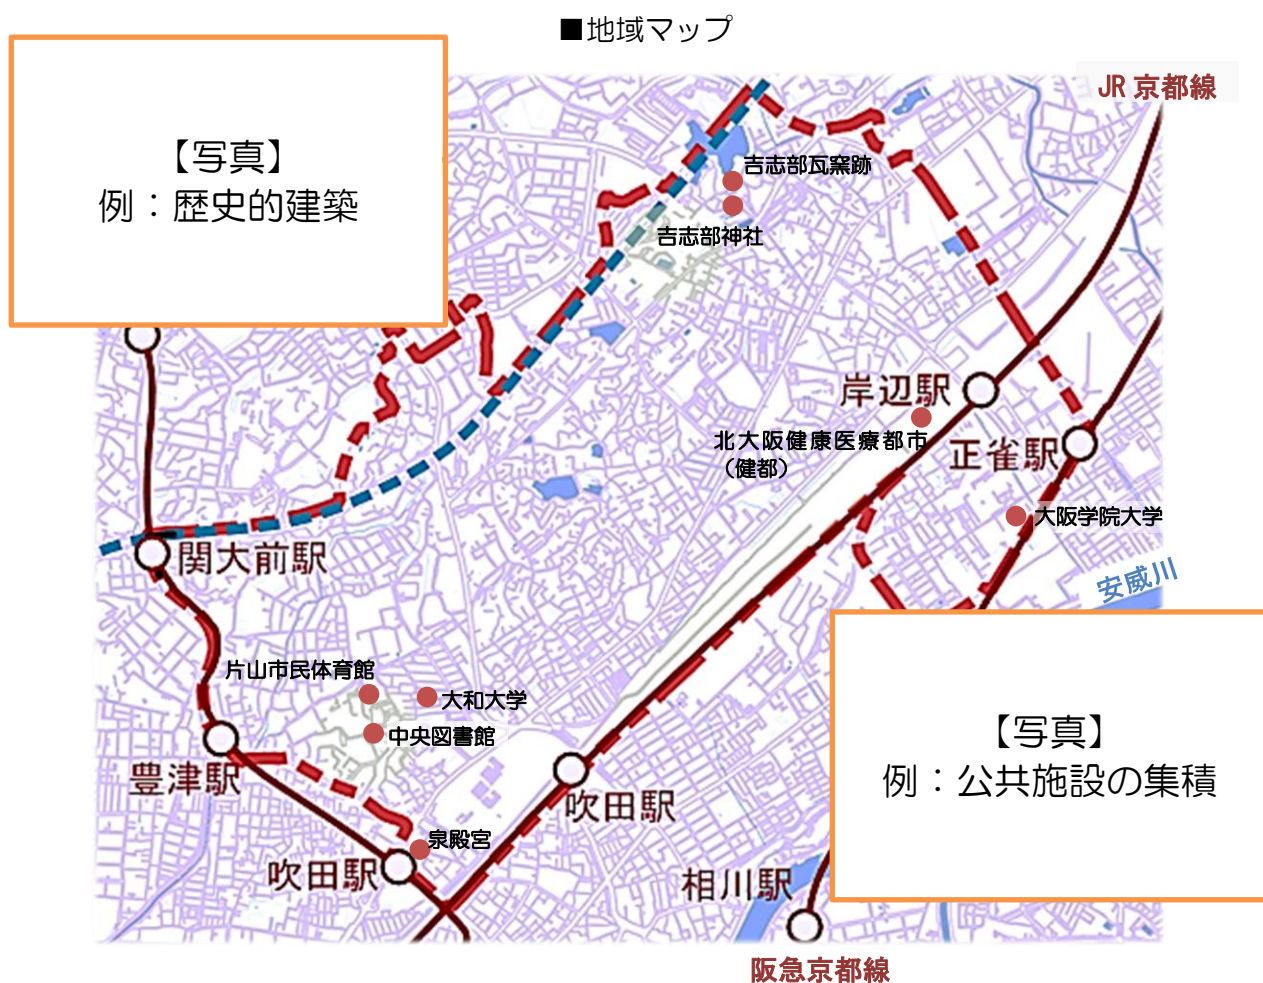 ■地域マップ
JR 京都線
【写真】
例：歴史的建築
吉志部瓦窯跡
吉志部神社
岸辺駅
北大阪健康医療都市
（健都）
正雀駅
大阪学院大学
安威川
関大前駅
片山市民体育館
大和大学
中央図書館
豊津駅
吹田駅
泉殿宮
吹田駅
相川駅
【写真】
例：公共施設の集積
阪急京都線